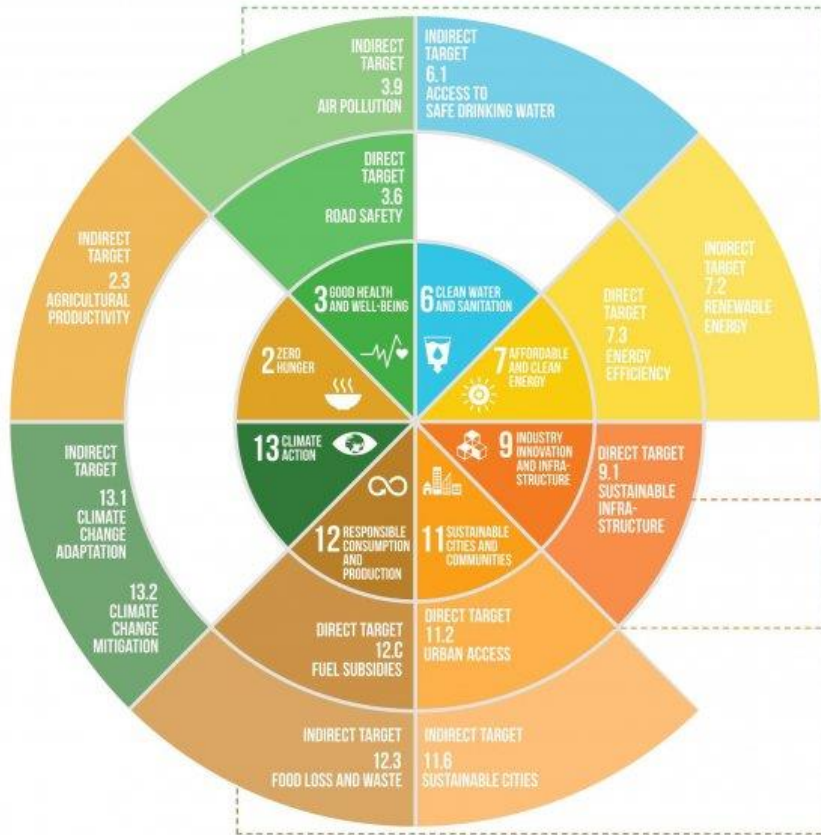 INDIRECT
TARGET
3.9
AIR POLLUTION
INDIRECT
TARGET
6.1
ACCESS TO
SAFE DRINKING WATER
DIRECT
TARGET
3.6
ROAD SAFETY
INDIRECT
TARGET
2.3
AGRICULTURAL
PRODUCTIVITY
INDIRECT
TARGET
7.2
RENEWABLE
ENERGY
DIRECT
TARGET
7.3
ENERGY
EFFICIENCY
3 GOOD HEALTH
AND WELL-BEING
6 CLEAN WATER
AND SANITATION
2 ZERO
HUNGER
7 AFFORDABLE
AND CLEAN
ENERGY
13 CLIMATE
ACTION
9 INDUSTRY
INNOVATION
AND INFRA-
STRUCTURE
12 RESPONSIBLE
CONSUMPTION
AND
PRODUCTION
11 SUSTAINABLE
CITIES AND
COMMUNITIES
DIRECT TARGET
9.1
SUSTAINABLE
INFRA-
STRUCTURE
INDIRECT
TARGET
13.1
CLIMATE
CHANGE
ADAPTATION
13.2
CLIMATE
CHANGE
MITIGATION
DIRECT TARGET
12.C
FUEL SUBSIDIES
DIRECT TARGET
11.2
URBAN ACCESS
INDIRECT TARGET
12.3
FOOD LOSS AND WASTE
INDIRECT TARGET
11.6
SUSTAINABLE CITIES